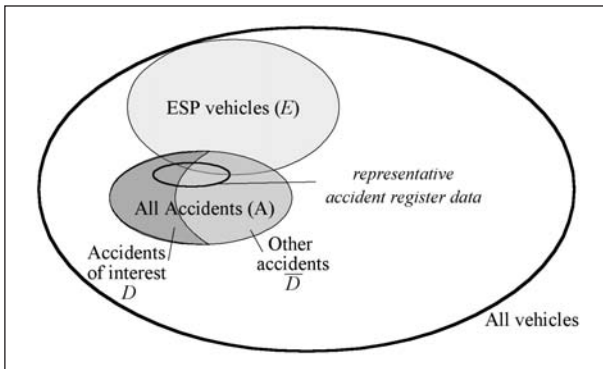 ESP vehicles (E)
representative
accident register data
All Accidents (A)
Accidents
of interest
D
Other
accidents
D̅
All vehicles